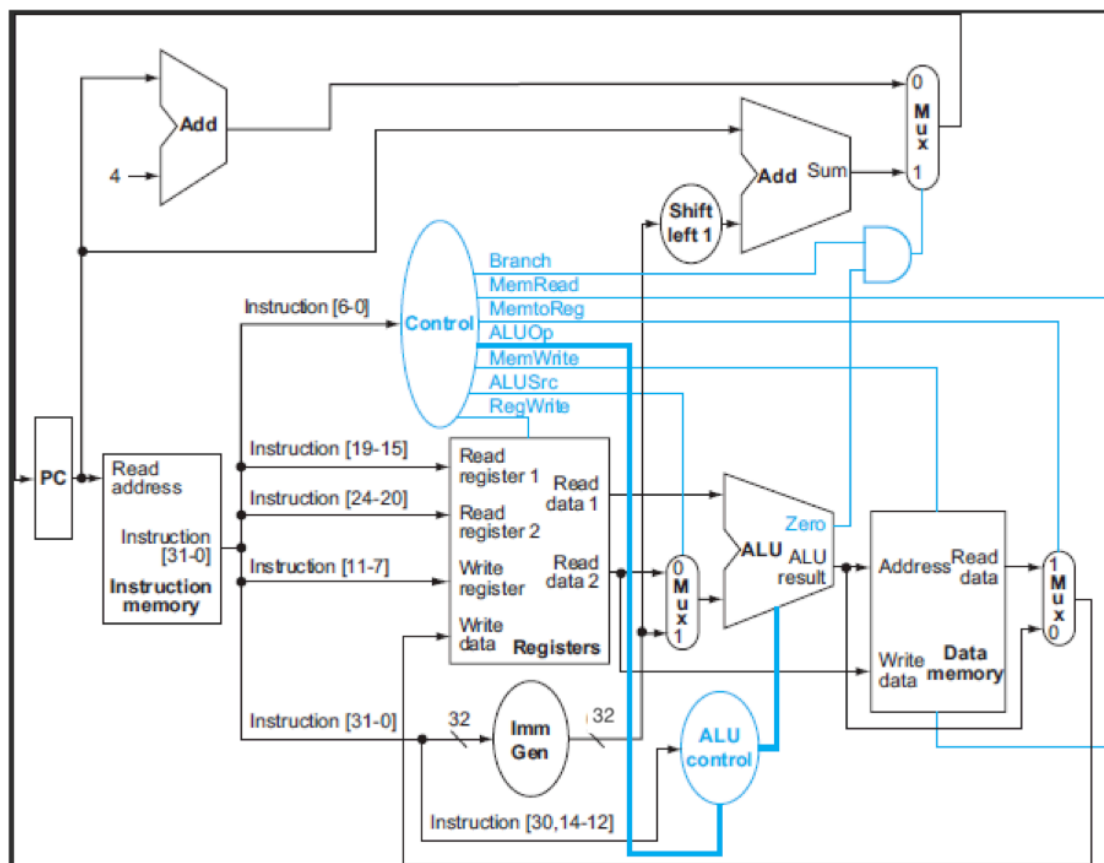 Add
4
0
Mux
1
Add
Sum
Shift
left 1
Branch
MemRead
MemtoReg
ALUOp
MemWrite
ALUSrc
RegWrite
Instruction [6-0]
Control
PC
Read
address
Instruction
[31-0]
Instruction
memory
Instruction [19-15]
Instruction [24-20]
Instruction [11-7]
Read
register 1
Read
register 2
Write
register
Write
data
Read
data 1
Read
data 2
Registers
0
Mux
1
Zero
ALU
ALU
result
Address
Read
data
Write
data
Data
memory
1
Mux
0
Instruction [31-0]
32
Imm
Gen
32
ALU
control
Instruction [30,14-12]